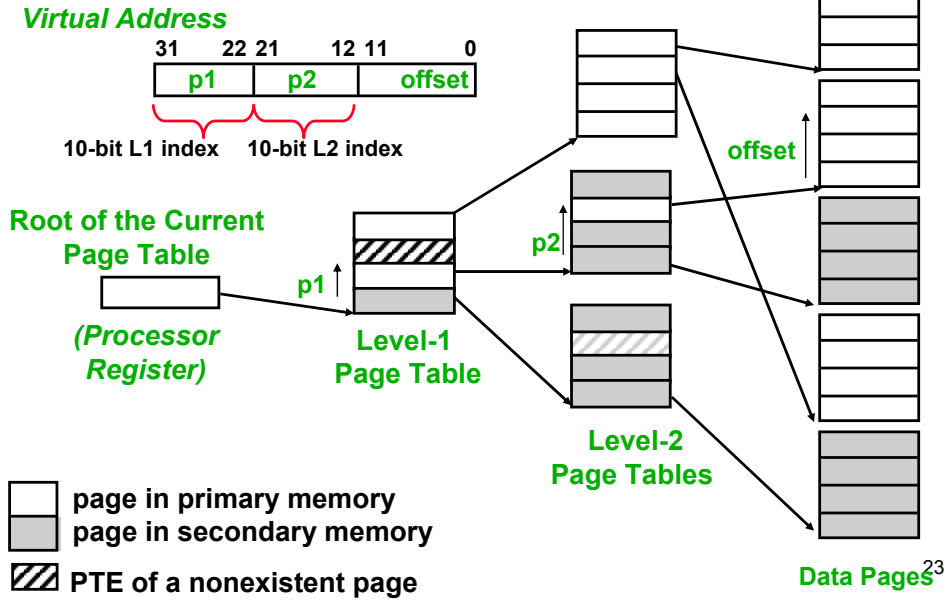 Virtual Address
31 22 21 12 11 0
p1 p2 offset
10-bit L1 index 10-bit L2 index
offset
Root of the Current
Page Table
p2
p1
(Processor
Register)
Level-1
Page Table
Level-2
Page Tables
page in primary memory
page in secondary memory
PTE of a nonexistent page
Data Pages
23